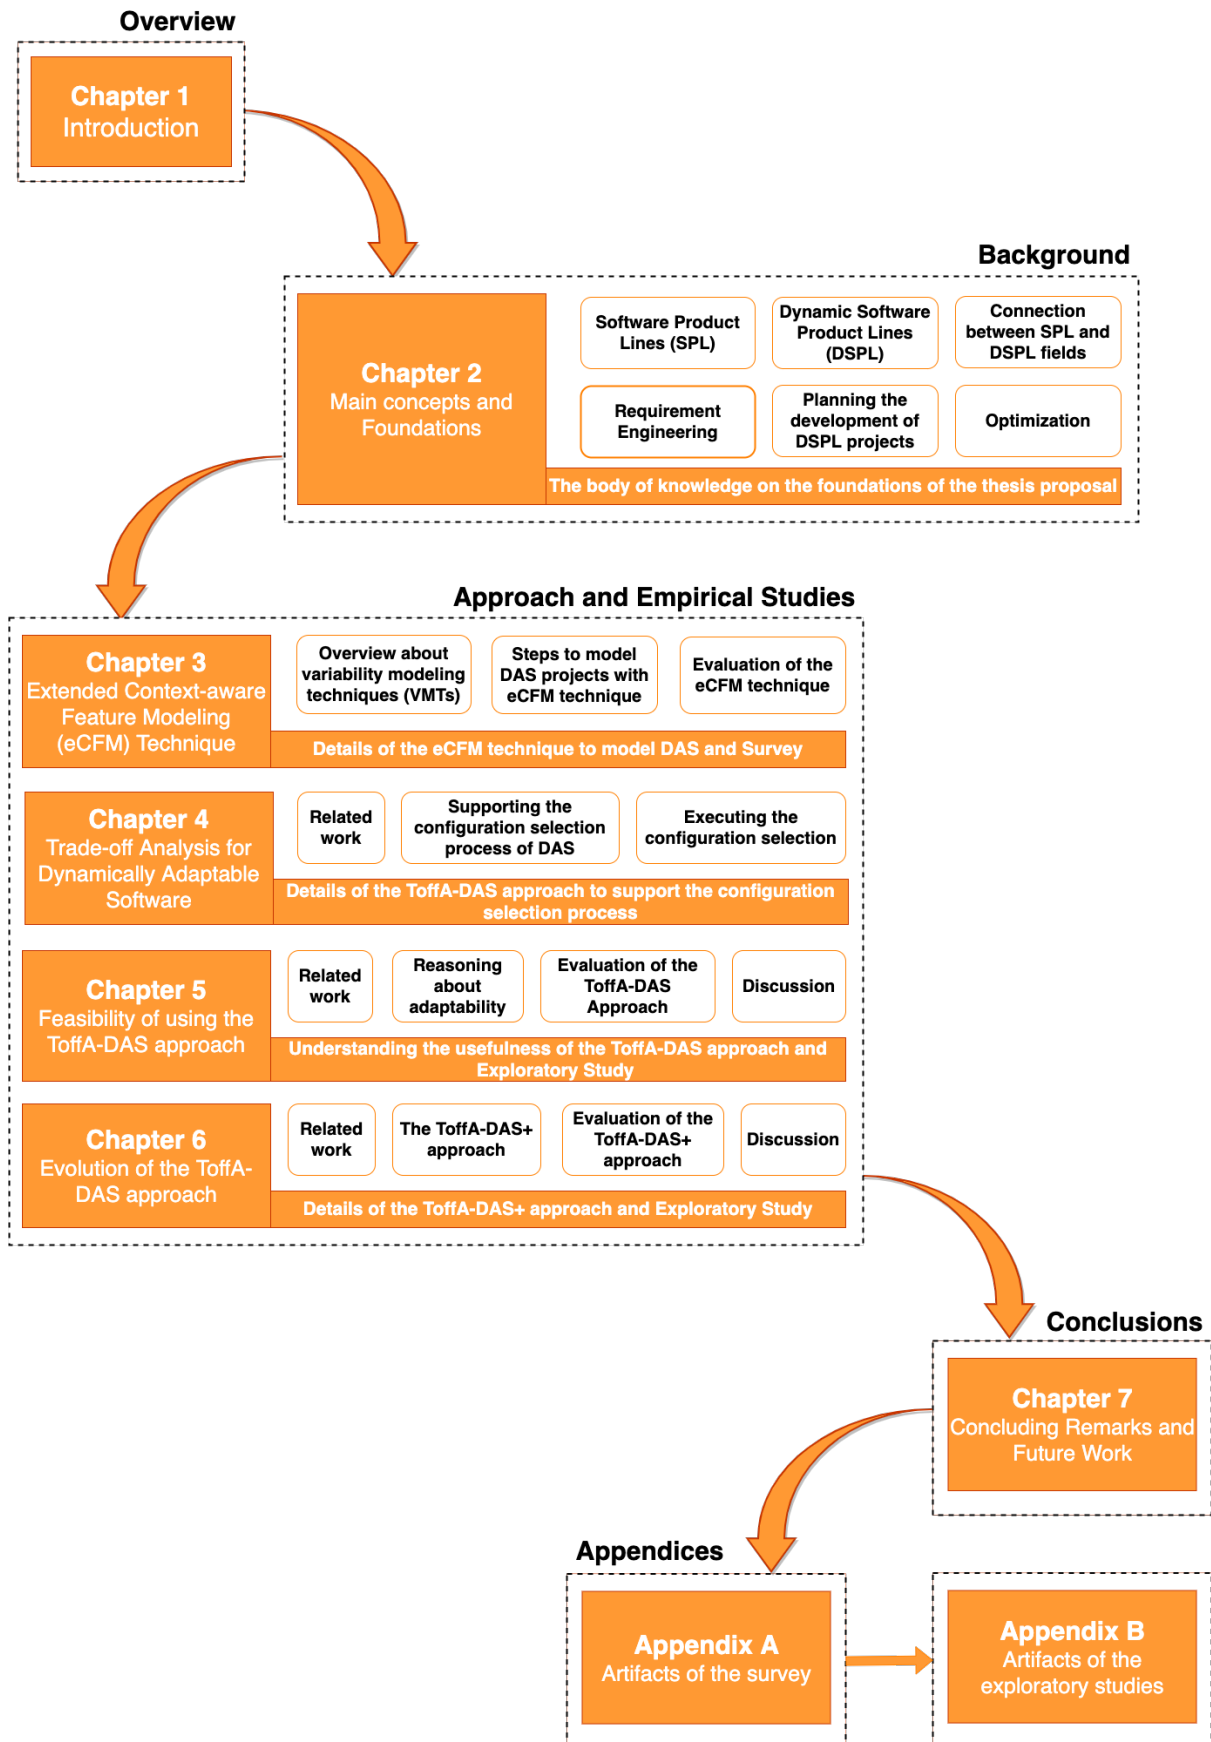 Overview
Chapter 1
Introduction
Background
Chapter 2
Main concepts and
Foundations
Software Product
Lines (SPL)
Dynamic Software
Product Lines
(DSPL)
Connection
between SPL and
DSPL fields
Requirement
Engineering
Planning the
development of
DSPL projects
Optimization
The body of knowledge on the foundations of the thesis proposal
Approach and Empirical Studies
Chapter 3
Extended Context-aware
Feature Modeling
(eCFM) Technique
Overview about
variability modeling
techniques (VMTs)
Steps to model
DAS projects with
eCFM technique
Evaluation of the
eCFM technique
Details of the eCFM technique to model DAS and Survey
Chapter 4
Trade-off Analysis for
Dynamically Adaptable
Software
Related
work
Supporting the
configuration selection
process of DAS
Executing the
configuration selection
Details of the ToffA-DAS approach to support the configuration
selection process
Chapter 5
Feasibility of using the
ToffA-DAS approach
Related
work
Reasoning
about
adaptability
Evaluation of the
ToffA-DAS
Approach
Discussion
Understanding the usefulness of the ToffA-DAS approach and
Exploratory Study
Chapter 6
Evolution of the ToffA-
DAS approach
Related
work
The ToffA-DAS+
approach
Evaluation of the
ToffA-DAS+
approach
Discussion
Details of the ToffA-DAS+ approach and Exploratory Study
Conclusions
Chapter 7
Concluding Remarks and
Future Work
Appendices
Appendix A
Artifacts of the survey
Appendix B
Artifacts of the
exploratory studies